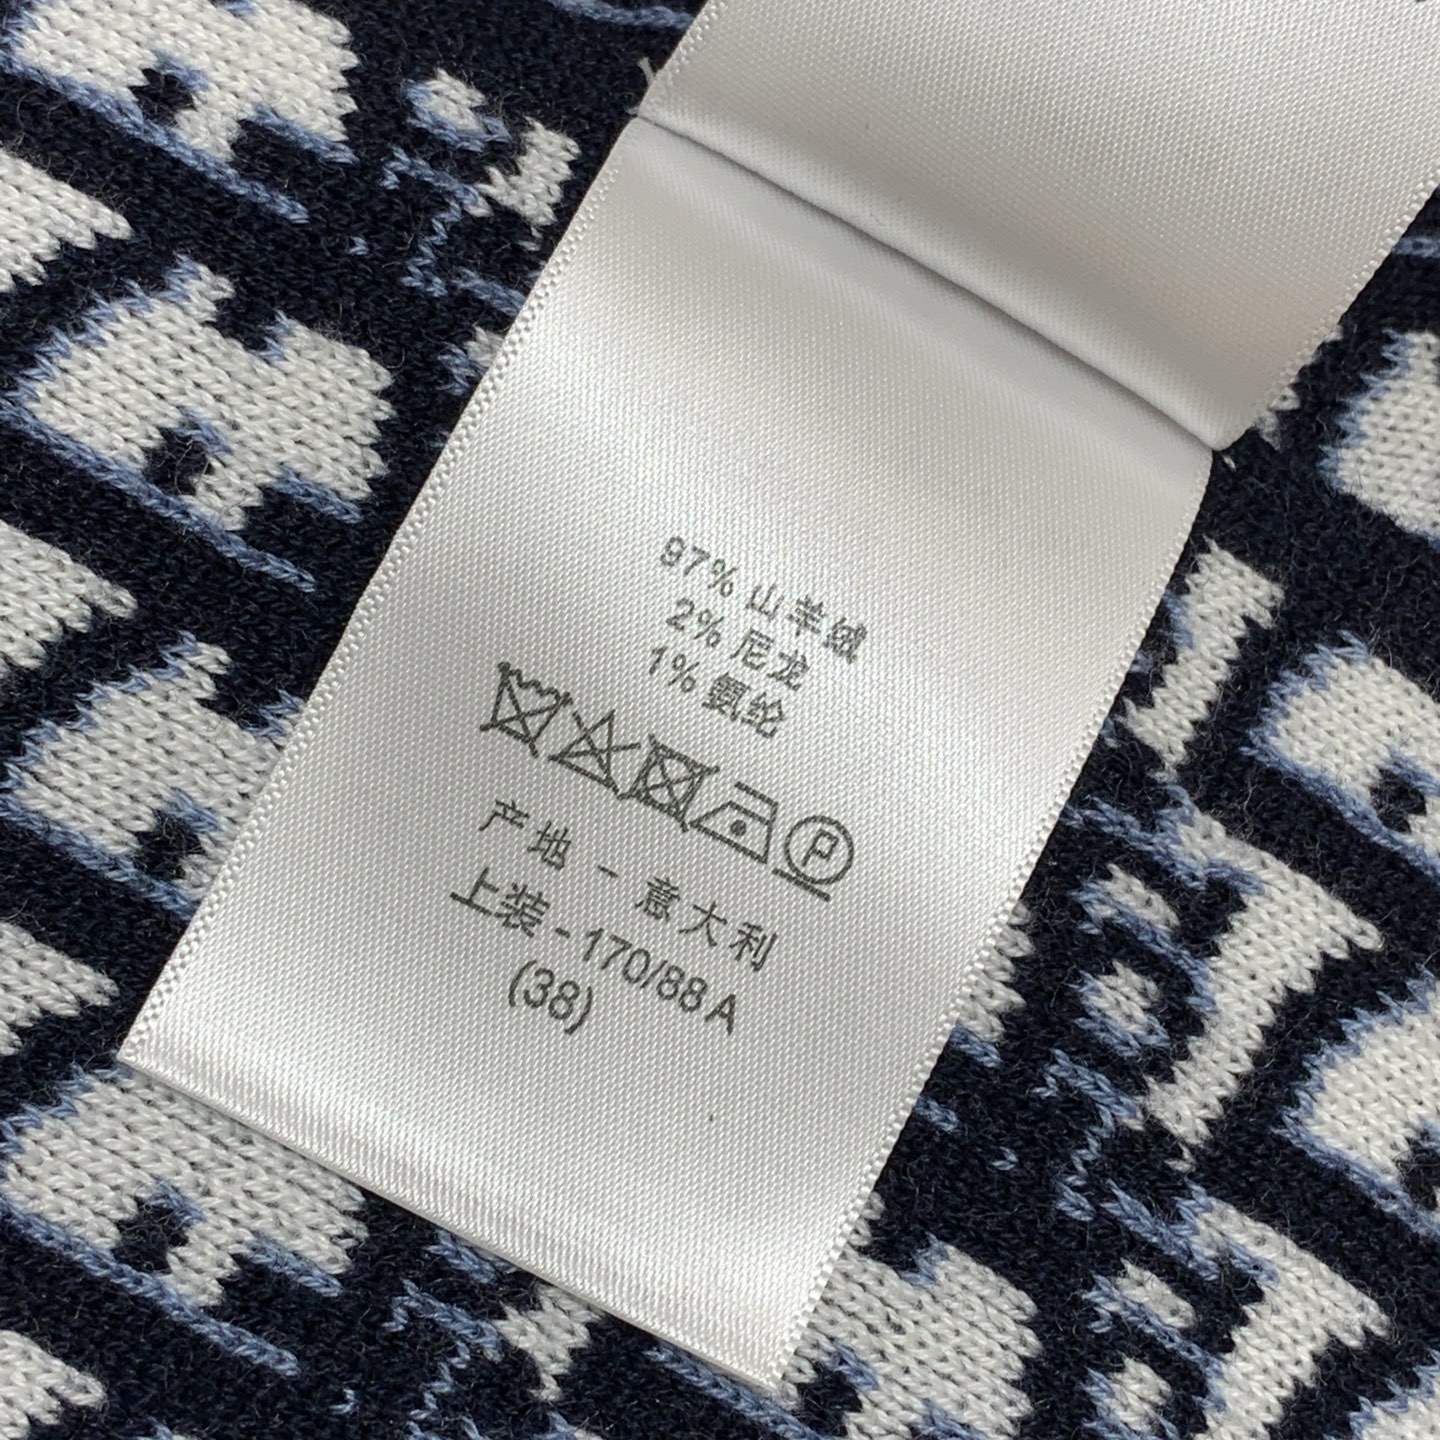 97% 山羊绒
2% 尼龙
1% 氨纶
P
产地 - 意大利
上装 - 170/88 A
(38)